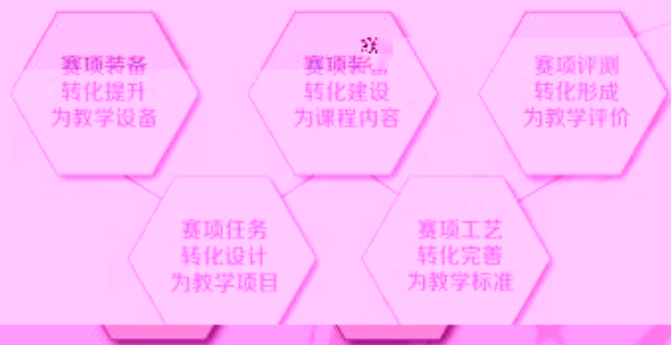 赛项装备
转化提升
为教学设备
赛项装
转化建设
为课程内容
赛项评测
转化形成
为教学评价
赛项任务
转化设计
为教学项目
赛项工艺
转化完善
为教学标准